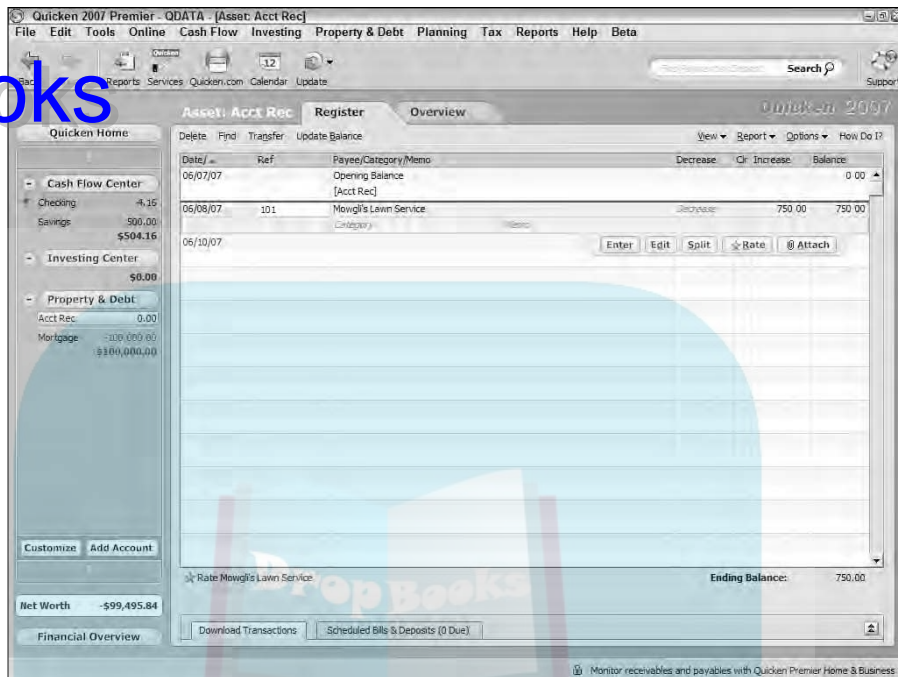 Quicken 2007 Premier - QDATA - [Asset: Acct Rec]
File Edit Tools Online Cash Flow Investing Property & Debt Planning Tax Reports Help Beta
Reports Services Quicken.com Calendar Update
Search
Support
oks
Asset: Acct Rec Register Overview
Quicken 2007
Quicken Home
Delete Find Transfer Update Balance
View Report Options How Do I?
Date/ Ref Payee/Category/Memo Decrease Clr Increase Balance
06/07/07 Opening Balance 0 00
[Acct Rec]
06/08/07 101 Mowgli's Lawn Service Decrease 750 00 750 00
Category Memo
06/10/07
Enter Edit Split Rate Attach
Cash Flow Center
Checking 4.16
Savings 500.00
$504.16
Investing Center
$0.00
Property & Debt
Acct Rec 0.00
Mortgage -100,000.00
-$100,000.00
Customize Add Account
DropBooks
Rate Mowgli's Lawn Service
Ending Balance: 750.00
Net Worth -$99,495.84
Financial Overview
Download Transactions Scheduled Bills & Deposits (0 Due)
Monitor receivables and payables with Quicken Premier Home & Business